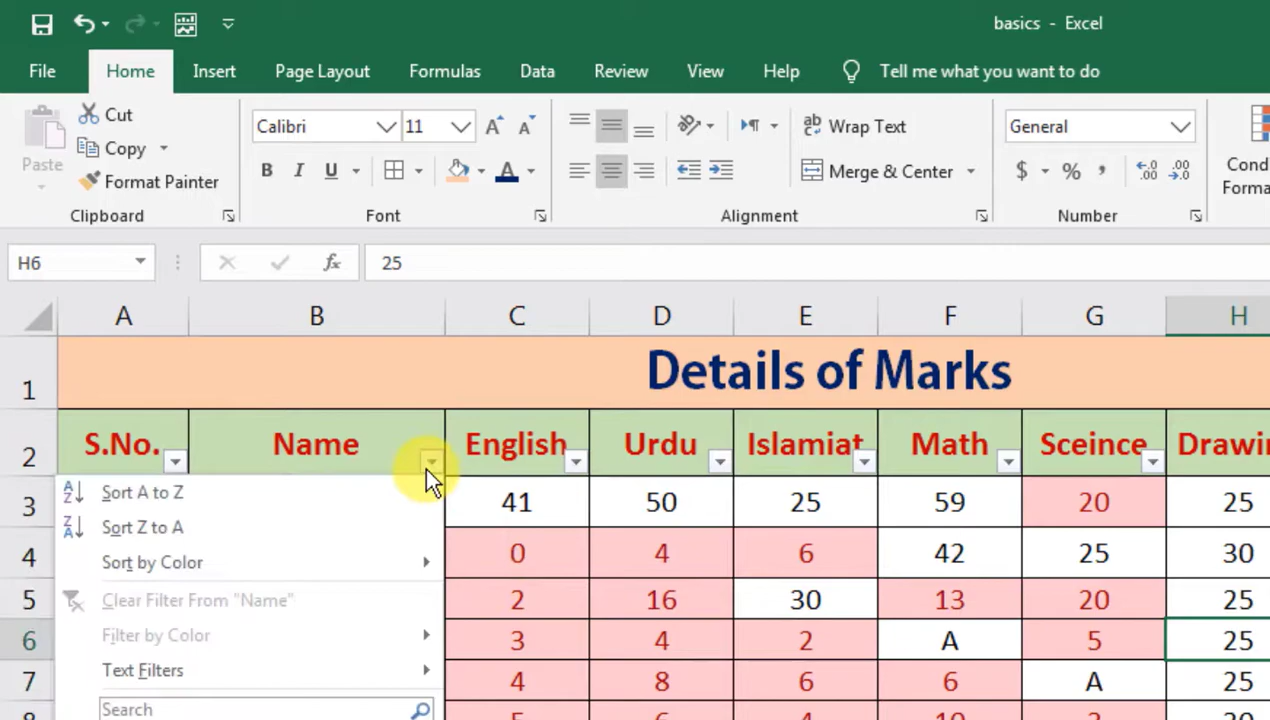 basics - Excel
File Home Insert Page Layout Formulas Data Review View Help Tell me what you want to do
Paste
Cut
Copy
Format Painter
Clipboard
Calibri 11
B I U
Font
ab
Wrap Text
Merge & Center
Alignment
General
$ % ,
Number
Cond
Forma
H6 fx 25
A B C D E F G H
1 Details of Marks
2 S.No. Name English Urdu Islamiat Math Sceince Drawin
3 41 50 25 59 20 25
4 0 4 6 42 25 30
5 2 16 30 13 20 25
6 3 4 2 A 5 25
7 4 8 6 6 A 25
Sort A to Z
Sort Z to A
Sort by Color
Clear Filter From "Name"
Filter by Color
Text Filters
Search